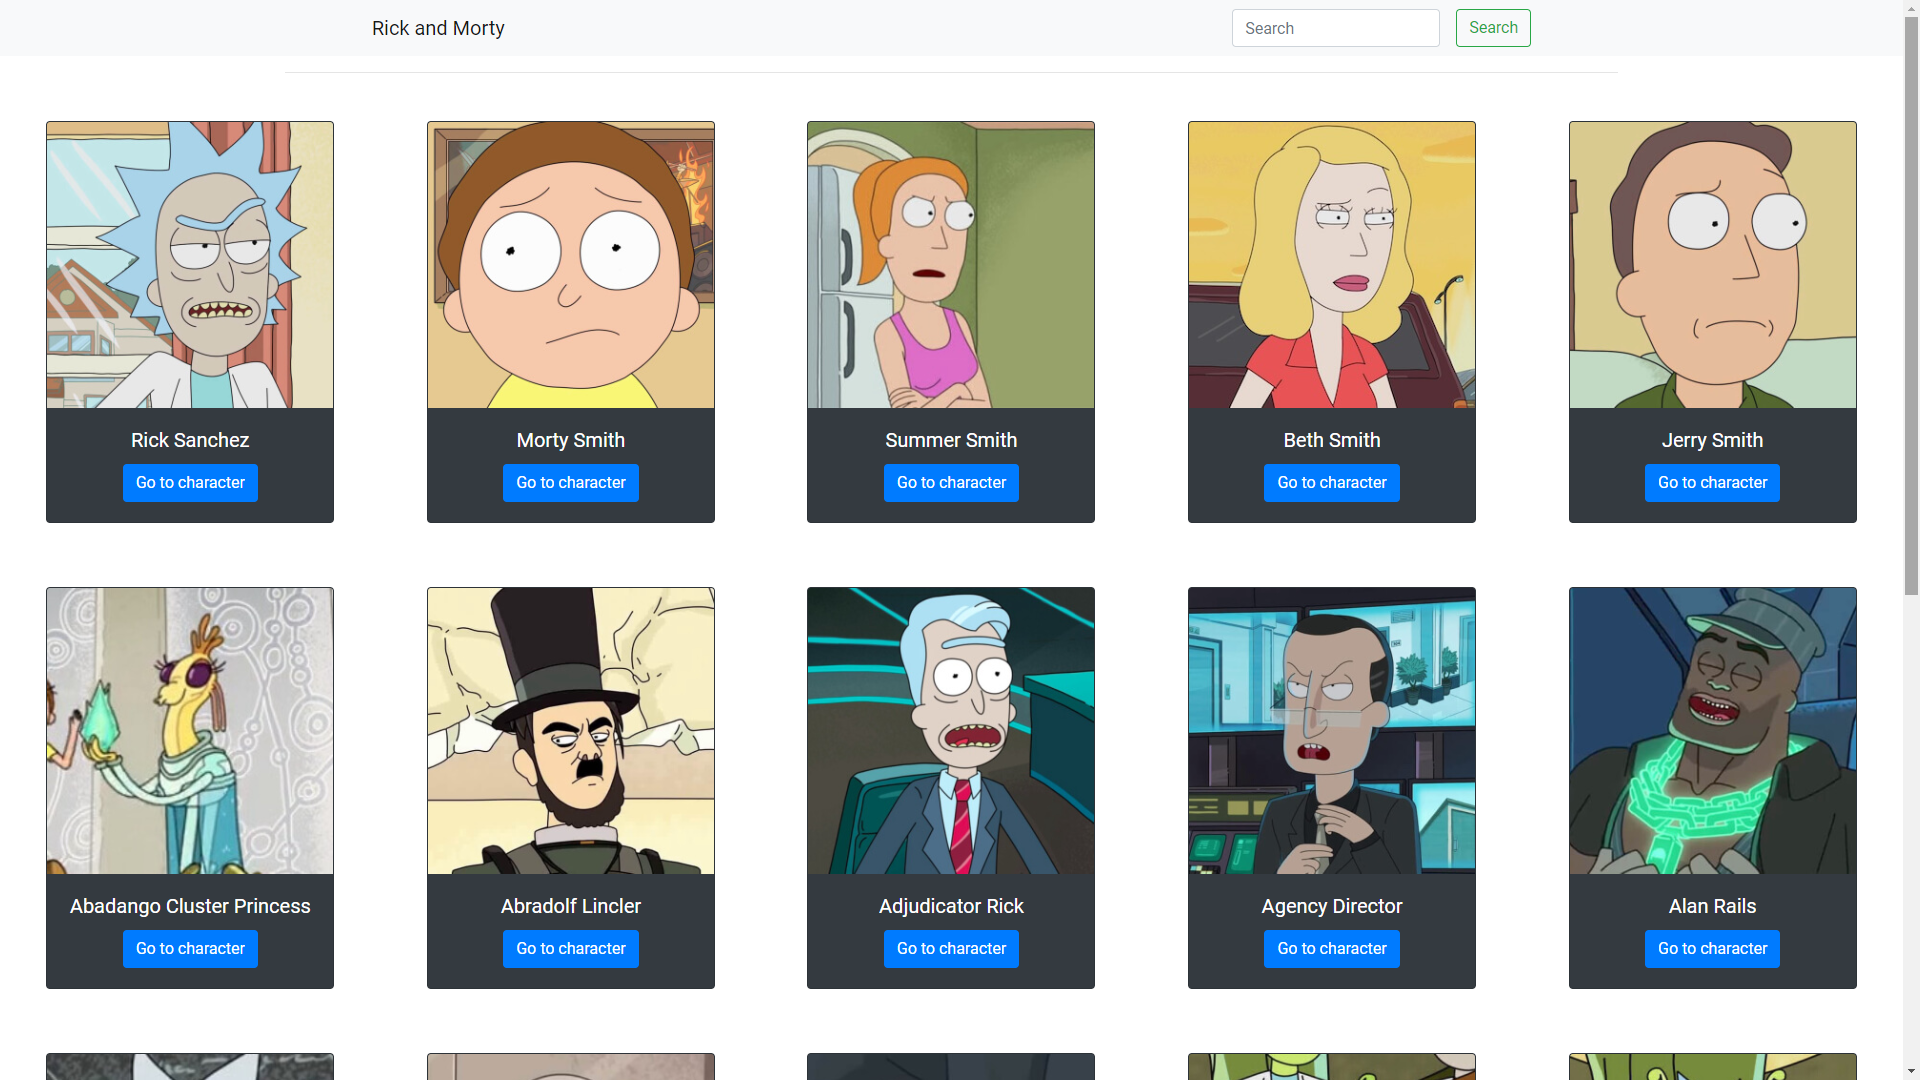 Rick and Morty
Search
Search
Rick Sanchez
Go to character
Morty Smith
Go to character
Summer Smith
Go to character
Beth Smith
Go to character
Jerry Smith
Go to character
Abadango Cluster Princess
Go to character
Abradolf Lincler
Go to character
Adjudicator Rick
Go to character
Agency Director
Go to character
Alan Rails
Go to character